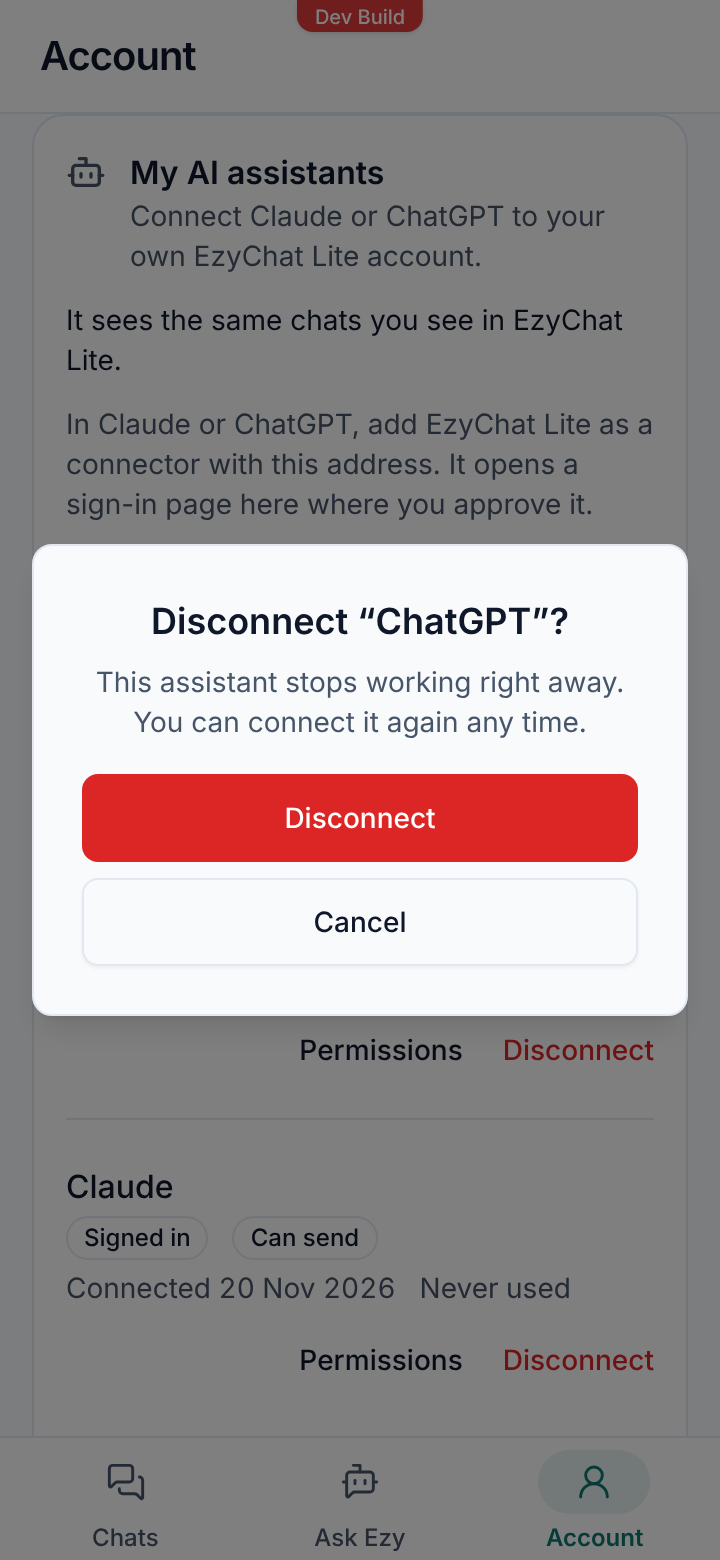 Dev Build
Account
My AI assistants
Connect Claude or ChatGPT to your
own EzyChat Lite account.
It sees the same chats you see in EzyChat
Lite.
In Claude or ChatGPT, add EzyChat Lite as a
connector with this address. It opens a
sign-in page here where you approve it.
Disconnect “ChatGPT”?
This assistant stops working right away.
You can connect it again any time.
Disconnect
Cancel
Permissions Disconnect
Claude
Signed in Can send
Connected 20 Nov 2026 Never used
Permissions Disconnect
Chats Ask Ezy Account